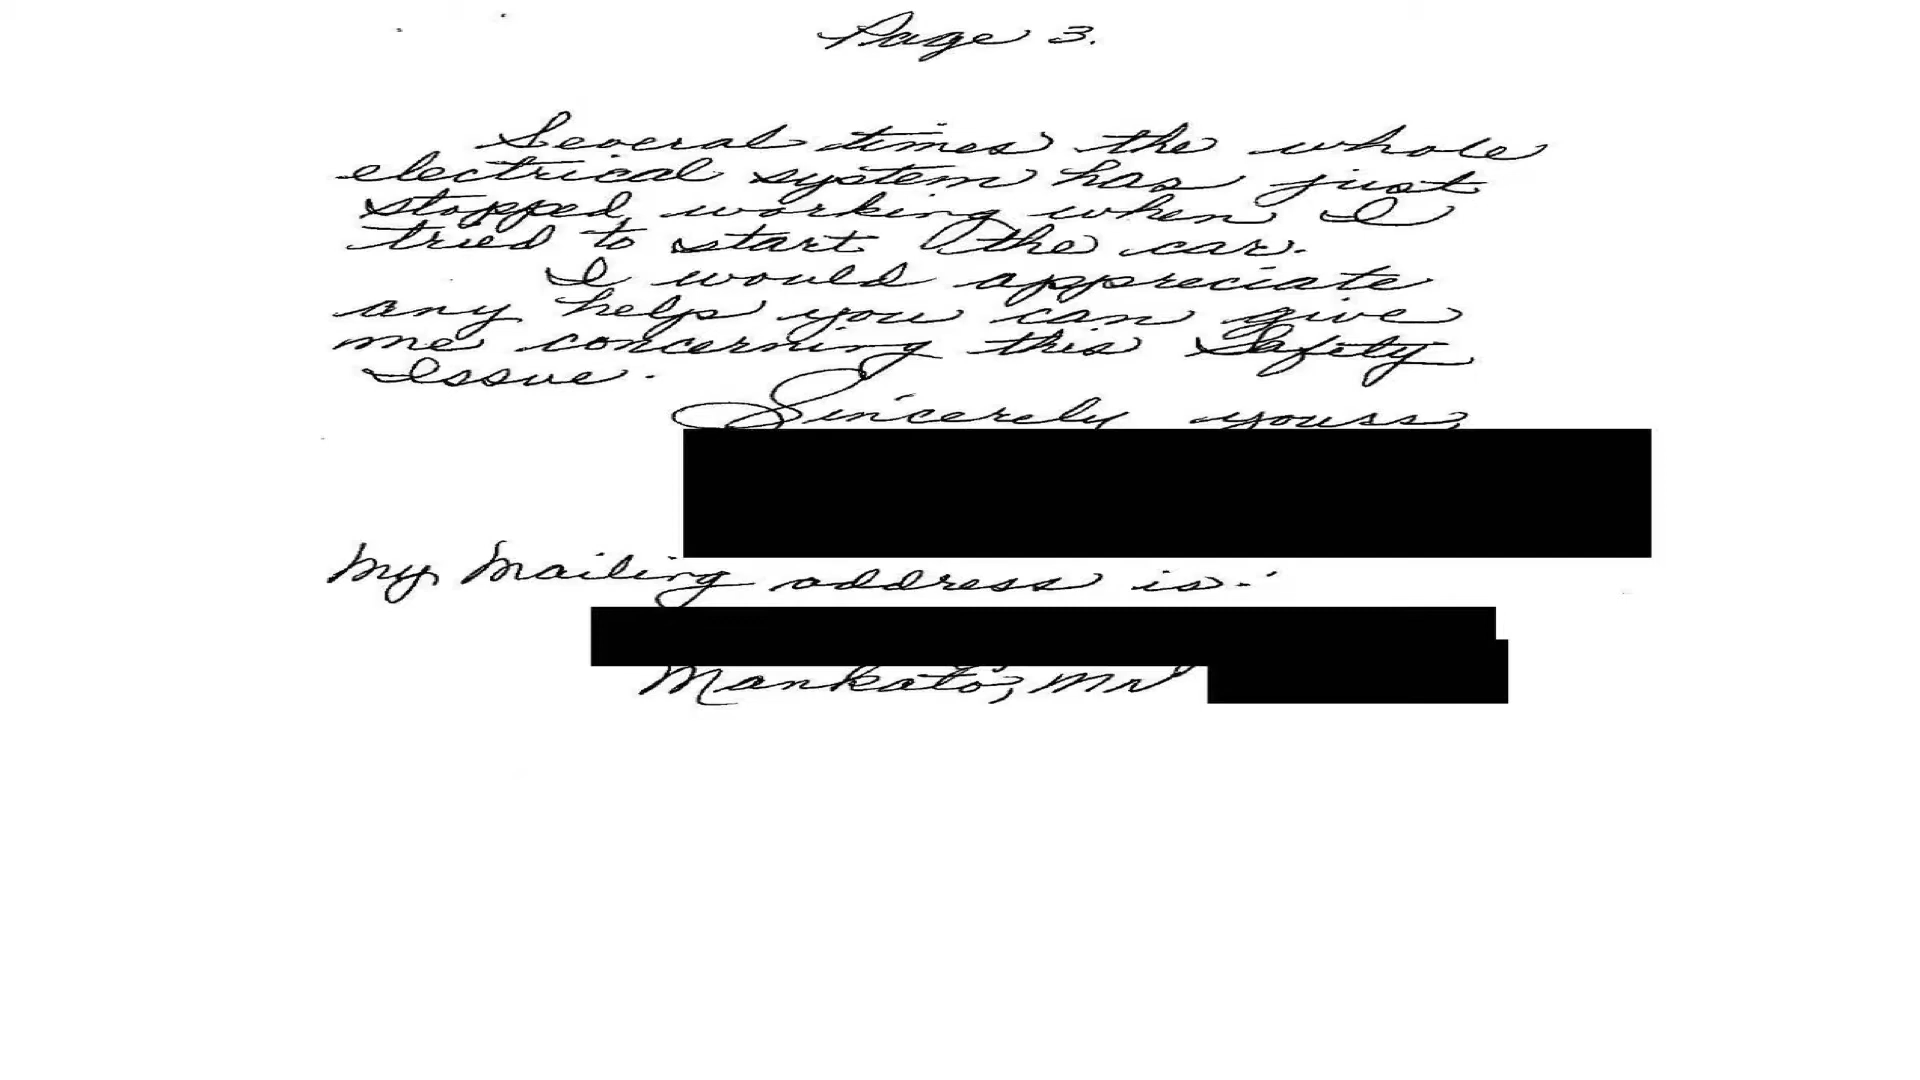 Page 3.
Several times the whole
electrical system has just
stopped working when I
tried to start the car.
I would appreciate
any help you can give
me concerning this Safety
Issue.
Sincerely yours,
My Mailing address is:
Mankato, MN